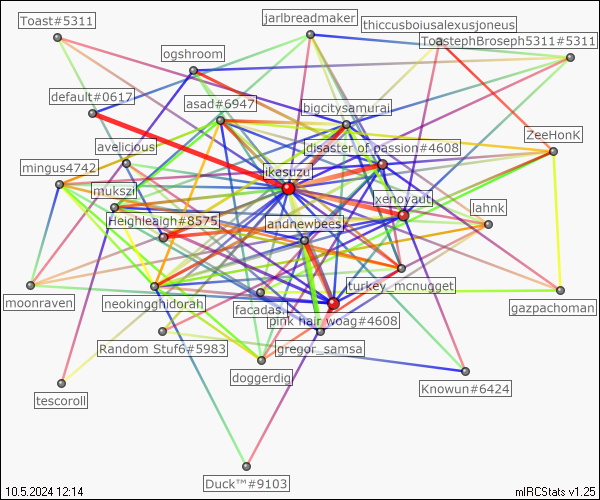 Toast#5311
jarlbreadmaker
thiccusboiusalexusjoneus
ToastephBroseph5311#5311
ogshroom
default#0617
asad#6947
bigcitysamurai
ZeeHonK
avelicious
disaster of passion#4608
mingus4742
ikasuzu
mukszi
xenovaut
lahnk
Heighleaigh#8575
andnewbees
moonraven
neokingghidorah
turkey_mcnugget
gazpachoman
facadas.
pink hair woag#4608
Random Stuf6#5983
gregor_samsa
doggerdig
Knowun#6424
tescoroll
Duck™#9103
10.5.2024 12:14
mIRCStats v1.25